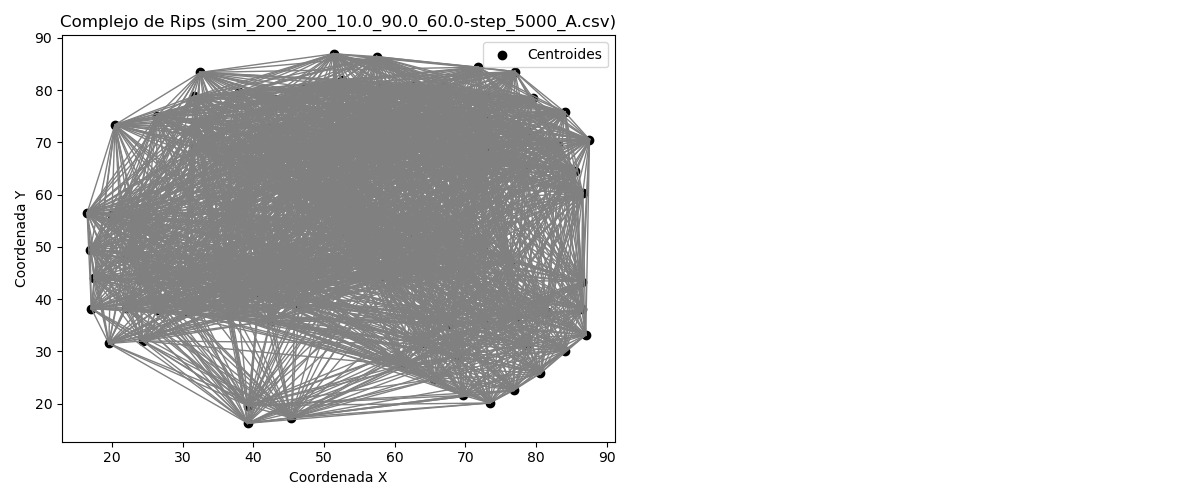 Complejo de Rips (sim_200_200_10.0_90.0_60.0-step_5000_A.csv)
Centroides
90
80
70
60
50
40
30
20
Coordenada Y
20 30 40 50 60 70 80 90
Coordenada X